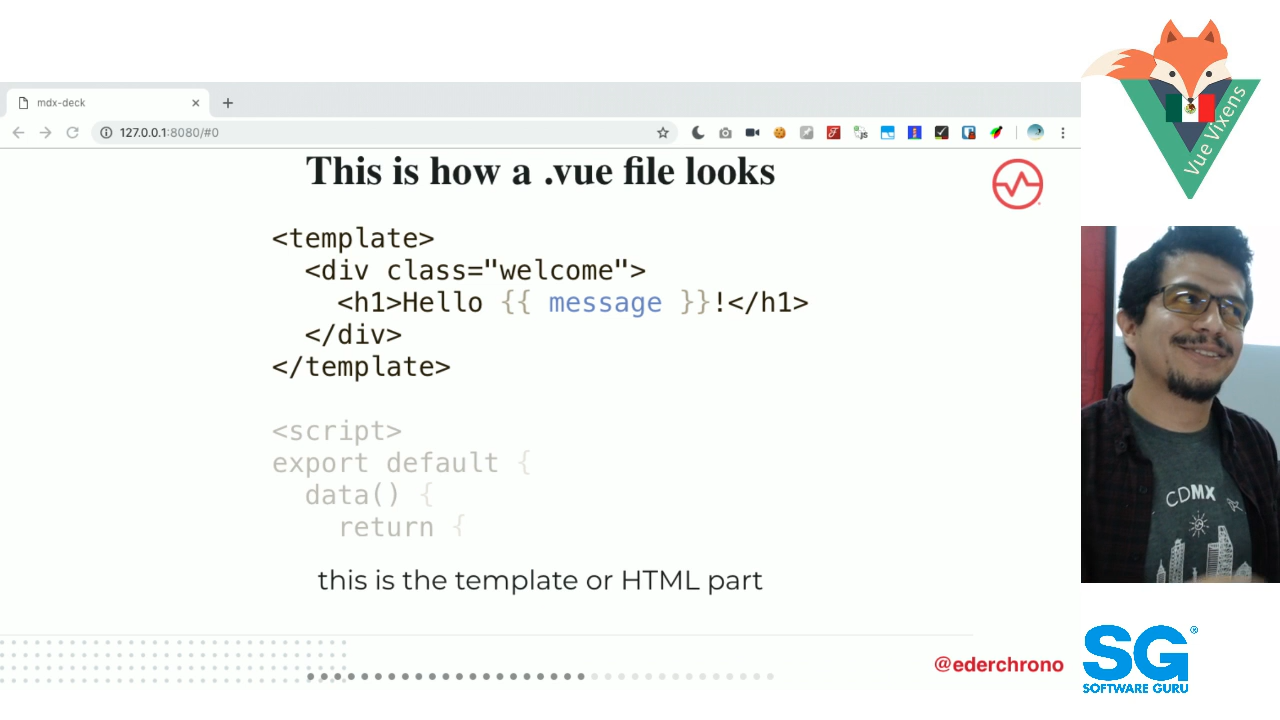 mdx-deck
127.0.0.1:8080/#0
This is how a .vue file looks
<template>
  <div class="welcome">
    <h1>Hello {{ message }}!</h1>
  </div>
</template>
<script>
export default {
  data() {
    return {
this is the template or HTML part
@ederchrono
Vue Vixens
CDMX
SG®
SOFTWARE GURU